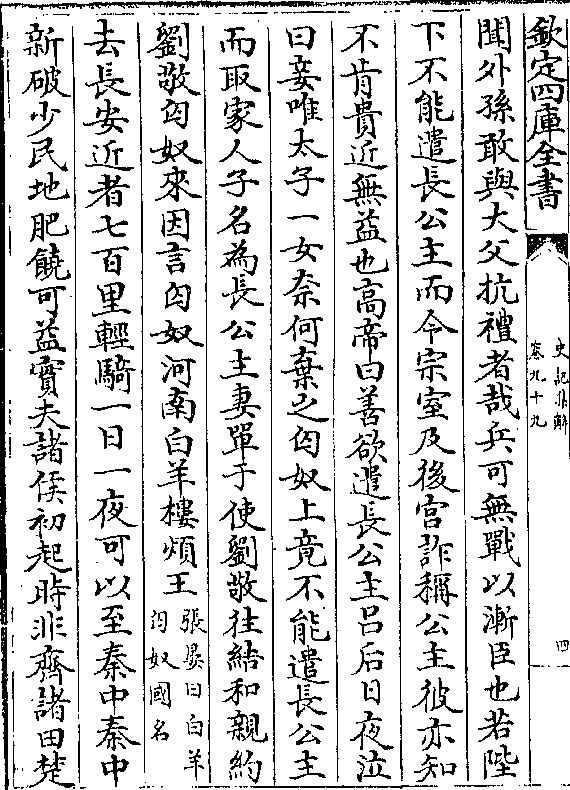 欽定四庫全書
史記集解
卷九十九
四
聞外孫敢與大父抗禮者哉兵可無戰以漸臣也若陛
下不能遣長公主而令宗室及後宮詐稱公主彼亦知
不肯貴近無益也高帝曰善欲遣長公主吕后日夜泣
曰妾唯太子一女奈何棄之匈奴上竟不能遣長公主
而取家人子名為長公主妻單于使劉敬往結和親約
劉敬匈奴來因言匈奴河南白羊樓煩王張晏曰白羊
匈奴國名
去長安近者七百里輕騎一日一夜可以至秦中秦中
新破少民地肥饒可益實夫諸侯初起時非齊諸田楚